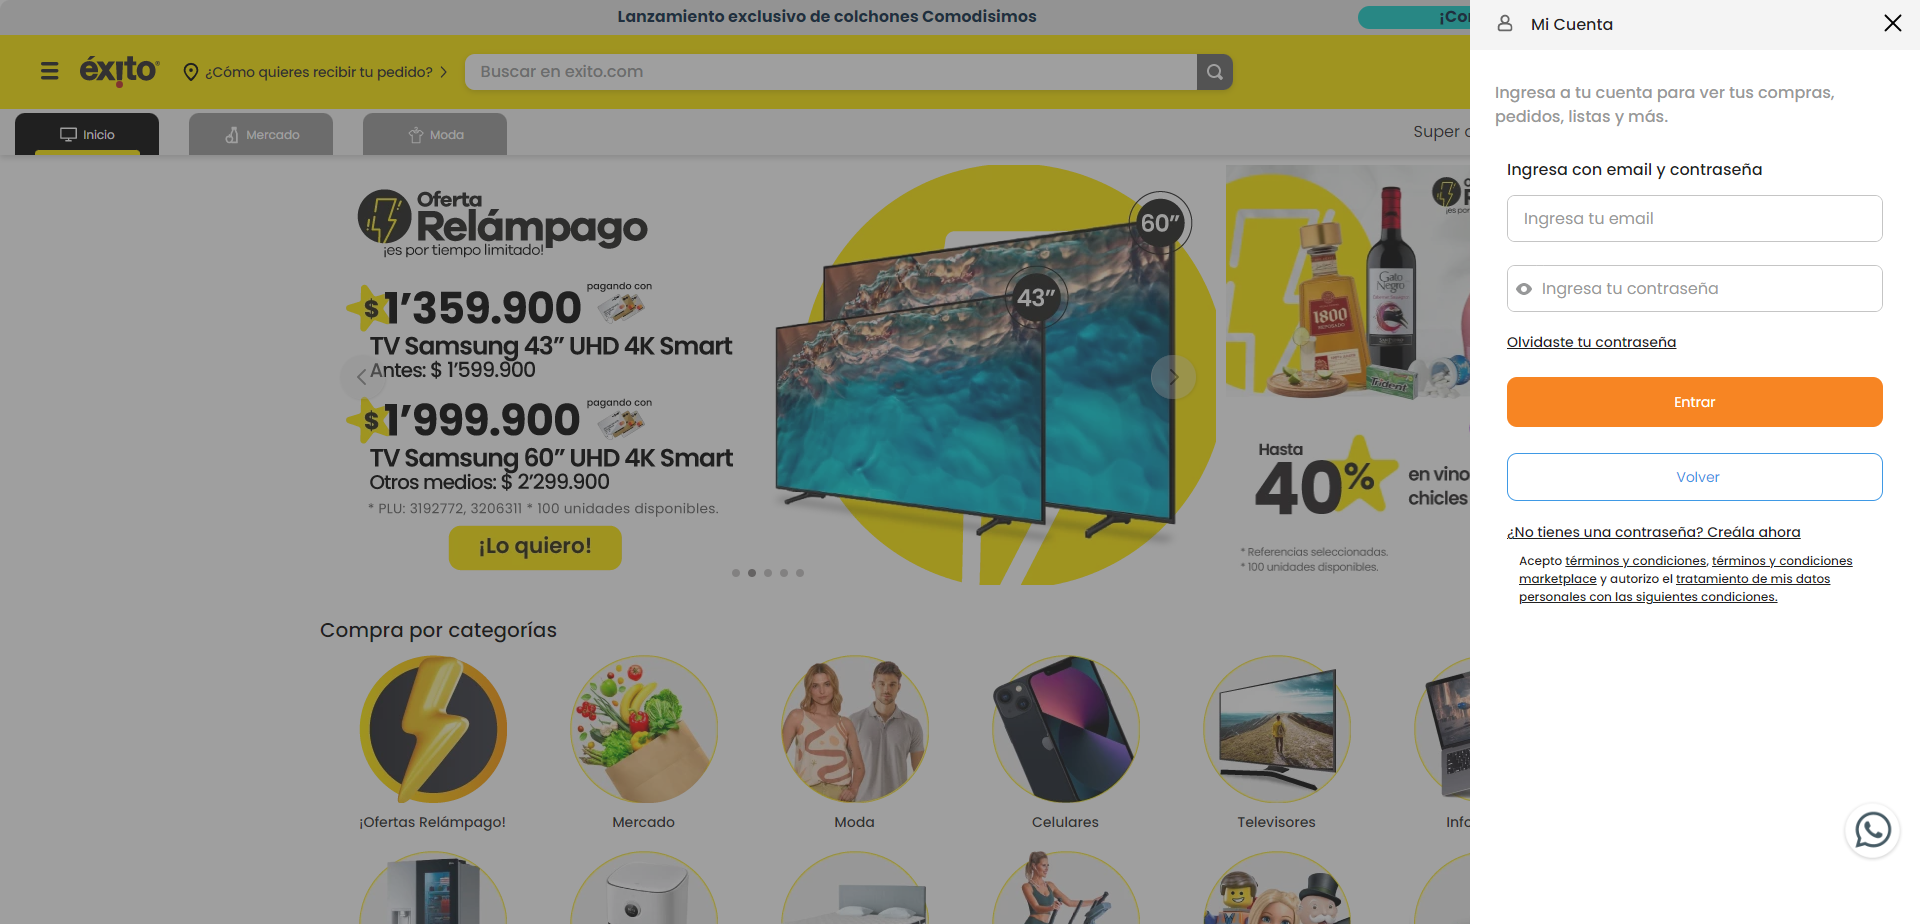 Lanzamiento exclusivo de colchones Comodisimos
éxito
¿Cómo quieres recibir tu pedido?
Buscar en exito.com
Inicio
Mercado
Moda
Super
Oferta
Relámpago
¡es por tiempo limitado!
pagando con
$1’359.900
TV Samsung 43” UHD 4K Smart
Antes: $ 1’599.900
pagando con
$1’999.900
TV Samsung 60” UHD 4K Smart
Otros medios: $ 2’299.900
* PLU: 3192772, 3206311 * 100 unidades disponibles.
¡Lo quiero!
60”
43”
1800
REPOSADO
Gato
Negro
Trident
Hasta
40%
en vino
chicles
* Referencias seleccionadas.
* 100 unidades disponibles.
Compra por categorías
¡Ofertas Relámpago!
Mercado
Moda
Celulares
Televisores
Mi Cuenta
Ingresa a tu cuenta para ver tus compras,
pedidos, listas y más.
Ingresa con email y contraseña
Ingresa tu email
Ingresa tu contraseña
Olvidaste tu contraseña
Entrar
Volver
¿No tienes una contraseña? Creála ahora
Acepto términos y condiciones, términos y condiciones
marketplace y autorizo el tratamiento de mis datos
personales con las siguientes condiciones.